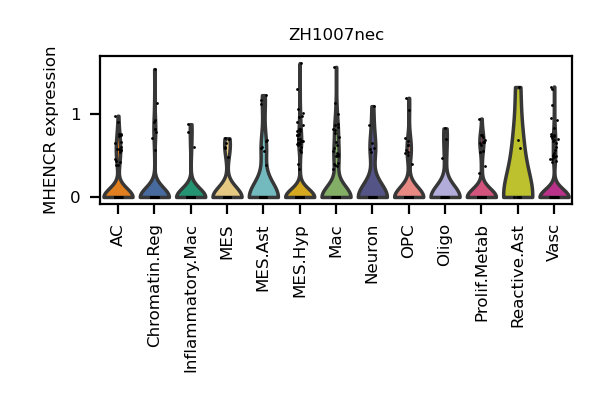 ZH1007nec
MHENCR expression
1
0
AC
Chromatin.Reg
Inflammatory.Mac
MES
MES.Ast
MES.Hyp
Mac
Neuron
OPC
Oligo
Prolif.Metab
Reactive.Ast
Vasc